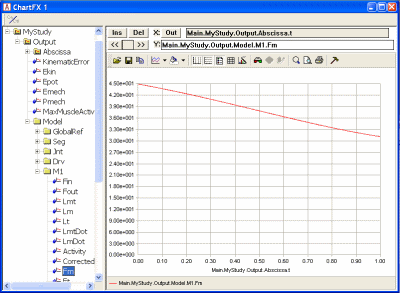 ChartFX 1
MyStudy
Output
Abscissa
KinematicError
Ekin
Epot
Emech
Pmech
MaxMuscleActiv
Model
GlobalRef
Seg
Jnt
Drv
M1
Fin
Fout
Lmt
Lm
Lt
LmtDot
LmDot
Activity
Corrected
Fm
Ft
Ins Del X: Out Main.MyStudy.Output.Abscissa.t
<< >> Y: Main.MyStudy.Output.Model.M1.Fm
4.50e+001
4.20e+001
3.90e+001
3.60e+001
3.30e+001
3.00e+001
2.70e+001
2.40e+001
2.10e+001
1.80e+001
1.50e+001
1.20e+001
9.00e+000
6.00e+000
3.00e+000
0.00e+000
0.00 0.10 0.20 0.30 0.40 0.50 0.60 0.70 0.80 0.90 1.00
Main.MyStudy.Output.Abscissa.t
Main.MyStudy.Output.Model.M1.Fm